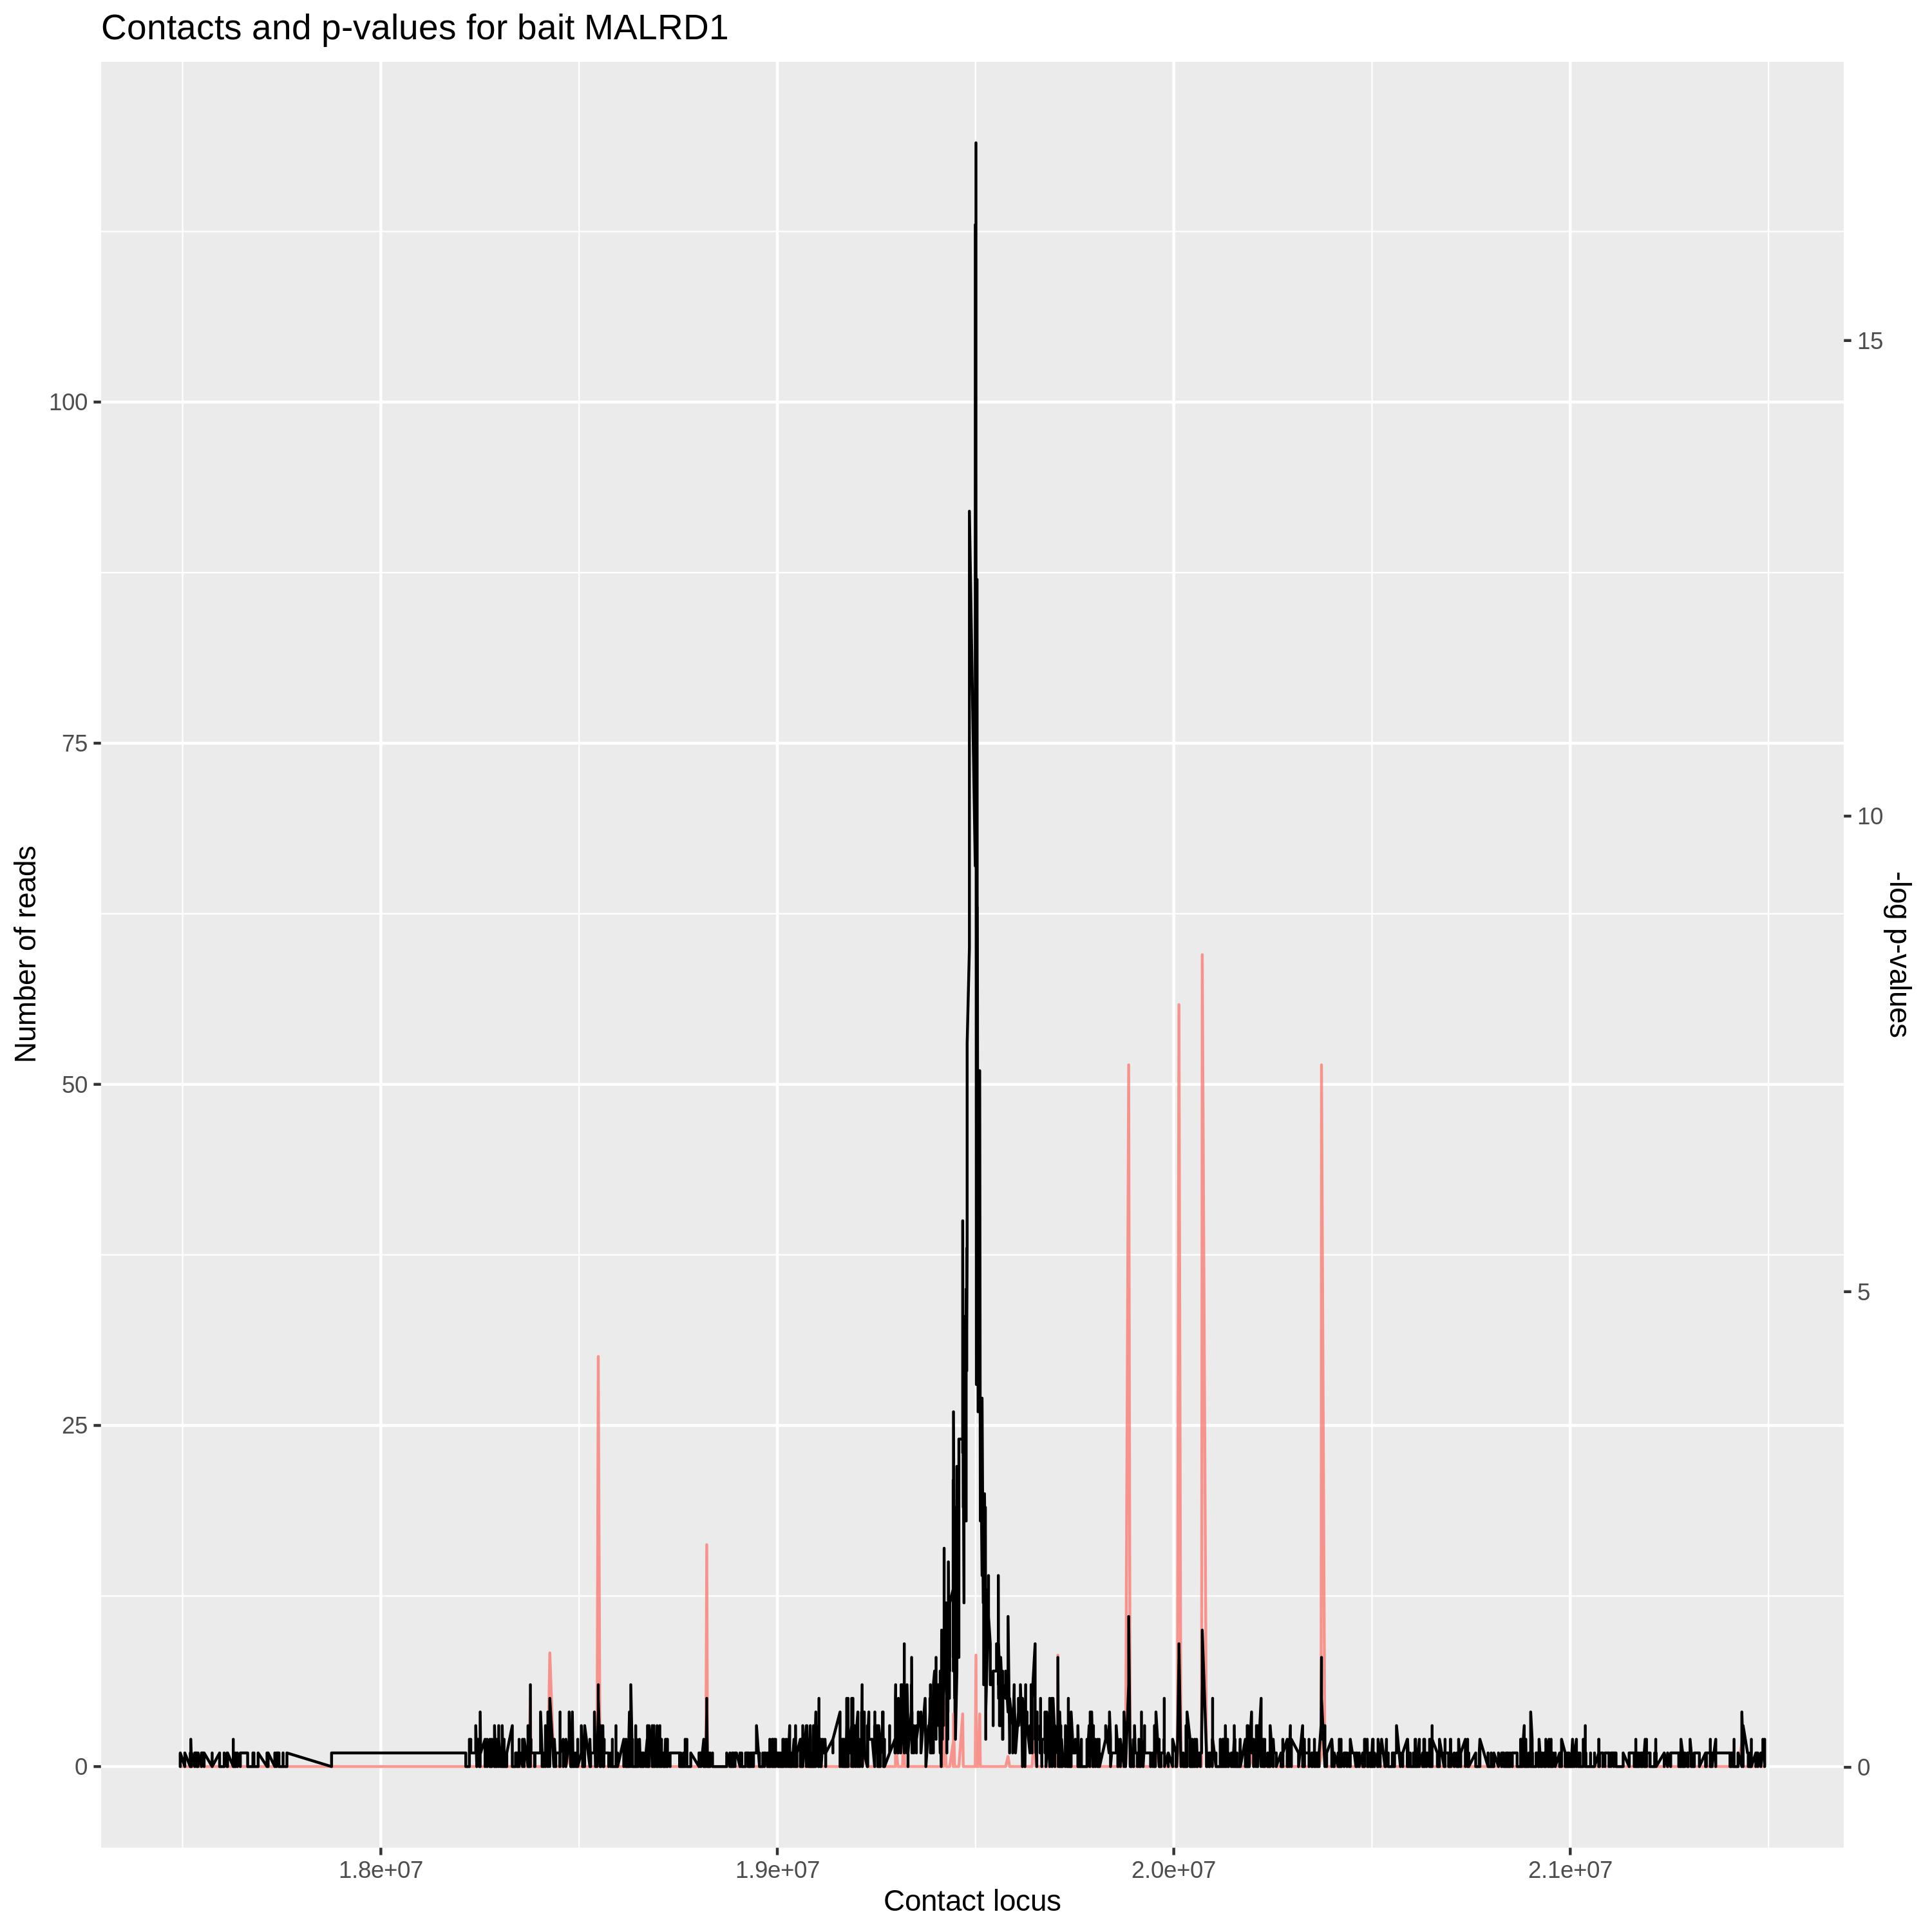 Contacts and p-values for bait MALRD1
Number of reads
100
75
50
25
0
15
10
5
0
-log p-values
1.8e+07
1.9e+07
2.0e+07
2.1e+07
Contact locus